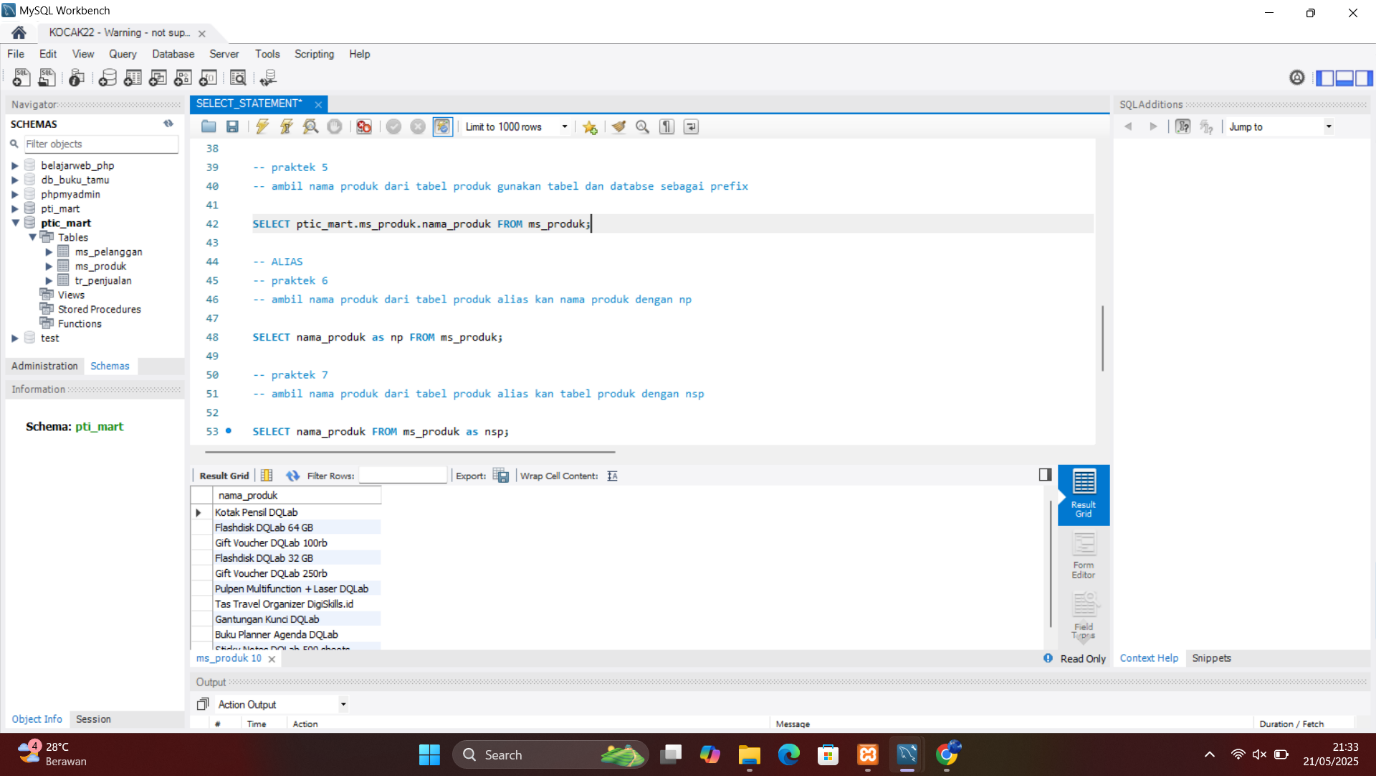 MySQL Workbench
KOCAK22 - Warning - not sup...
File Edit View Query Database Server Tools Scripting Help
Navigator
SCHEMAS
Filter objects
belajarweb_php
db_buku_tamu
phpmyadmin
pti_mart
ptic_mart
Tables
ms_pelanggan
ms_produk
tr_penjualan
Views
Stored Procedures
Functions
test
Administration Schemas
Information
Schema: pti_mart
Object Info Session
SELECT_STATEMENT*
Limit to 1000 rows
38
39 -- praktek 5
40 -- ambil nama produk dari tabel produk gunakan tabel dan databse sebagai prefix
41
42 SELECT ptic_mart.ms_produk.nama_produk FROM ms_produk;
43
44 -- ALIAS
45 -- praktek 6
46 -- ambil nama produk dari tabel produk alias kan nama produk dengan np
47
48 SELECT nama_produk as np FROM ms_produk;
49
50 -- praktek 7
51 -- ambil nama produk dari tabel produk alias kan tabel produk dengan nsp
52
53 SELECT nama_produk FROM ms_produk as nsp;
Result Grid Filter Rows: Export: Wrap Cell Content:
nama_produk
Kotak Pensil DQLab
Flashdisk DQLab 64 GB
Gift Voucher DQLab 100rb
Flashdisk DQLab 32 GB
Gift Voucher DQLab 250rb
Pulpen Multifunction + Laser DQLab
Tas Travel Organizer DigiSkills.id
Gantungan Kunci DQLab
Buku Planner Agenda DQLab
Sticky Notes DQLab 500 sheets
Result
Grid
Form
Editor
Field
Types
ms_produk 10
Read Only
Output
Action Output
# Time Action Message Duration / Fetch
SQLAdditions
Jump to
Context Help Snippets
4
28°C
Berawan
Search
21:33
21/05/2025